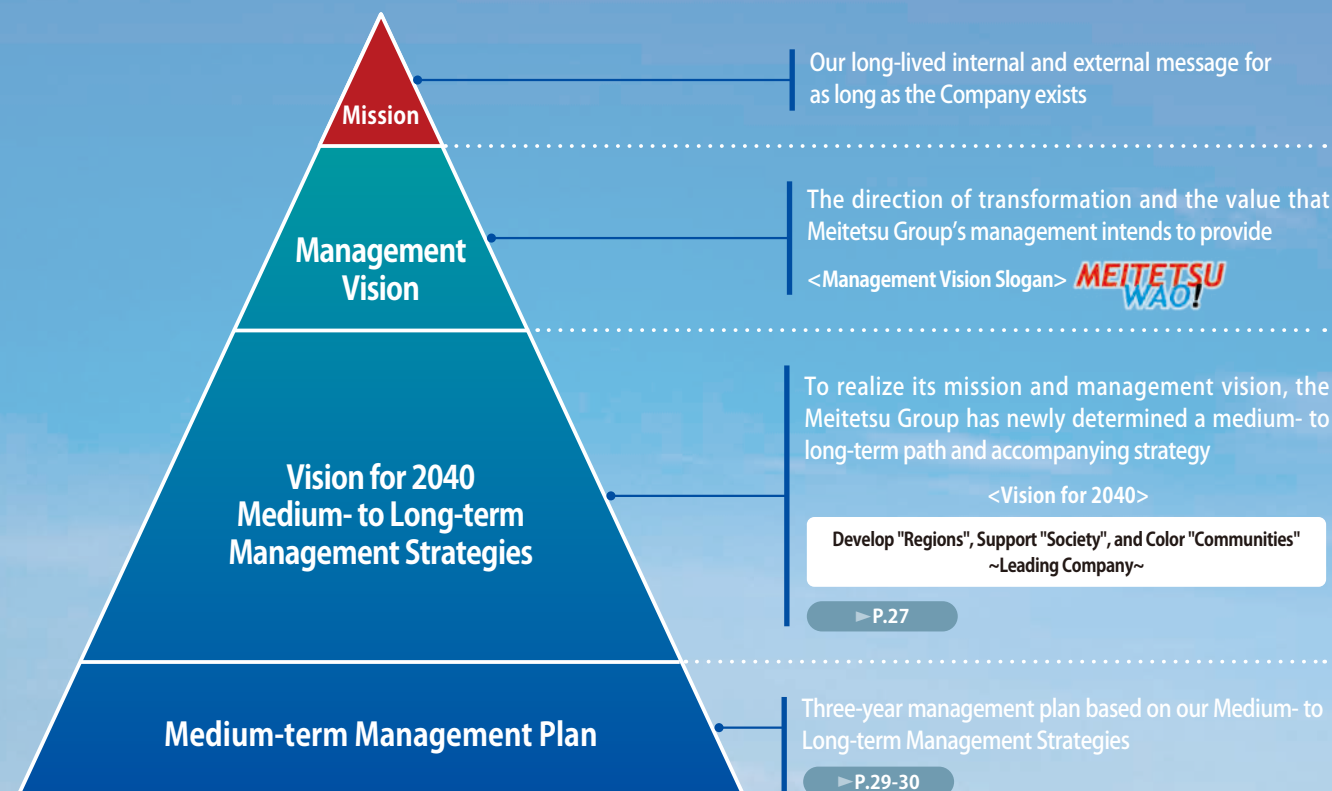 Mission
Our long-lived internal and external message for
as long as the Company exists
Management
Vision
The direction of transformation and the value that
Meitetsu Group's management intends to provide
<Management Vision Slogan> MEITETSU
WAO!
Vision for 2040
Medium- to Long-term
Management Strategies
To realize its mission and management vision, the
Meitetsu Group has newly determined a medium- to
long-term path and accompanying strategy
<Vision for 2040>
Develop "Regions", Support "Society", and Color "Communities"
~Leading Company~
►P.27
Medium-term Management Plan
Three-year management plan based on our Medium- to
Long-term Management Strategies
►P.29-30